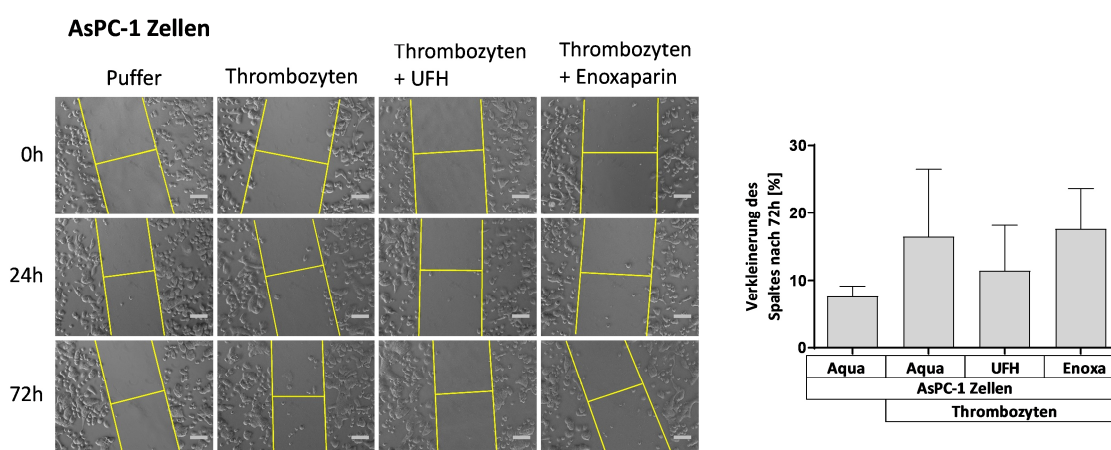 AsPC-1 Zellen
Puffer
Thrombozyten
Thrombozyten
+ UFH
Thrombozyten
+ Enoxaparin
0h
24h
72h
Verkleinerung des
Spaltes nach 72h [%]
30
20
10
0
Aqua Aqua UFH Enoxa
AsPC-1 Zellen
Thrombozyten